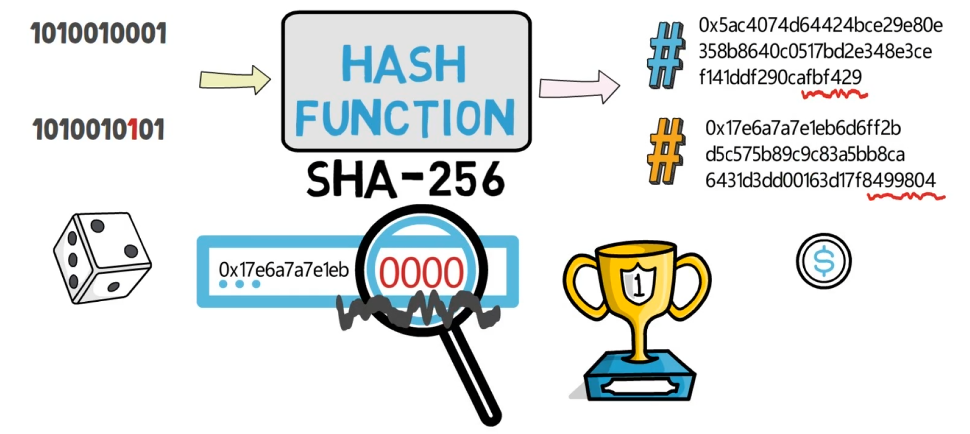 1010010001
1010010101
HASH
FUNCTION
SHA-256
#
0x5ac4074d64424bce29e80e
358b8640c0517bd2e348e3ce
f141ddf290cafbf429
#
0x17e6a7a7e1eb6d6ff2b
d5c575b89c9c83a5bb8ca
6431d3dd00163d17f8499804
0x17e6a7a7e1eb 0000
1
$